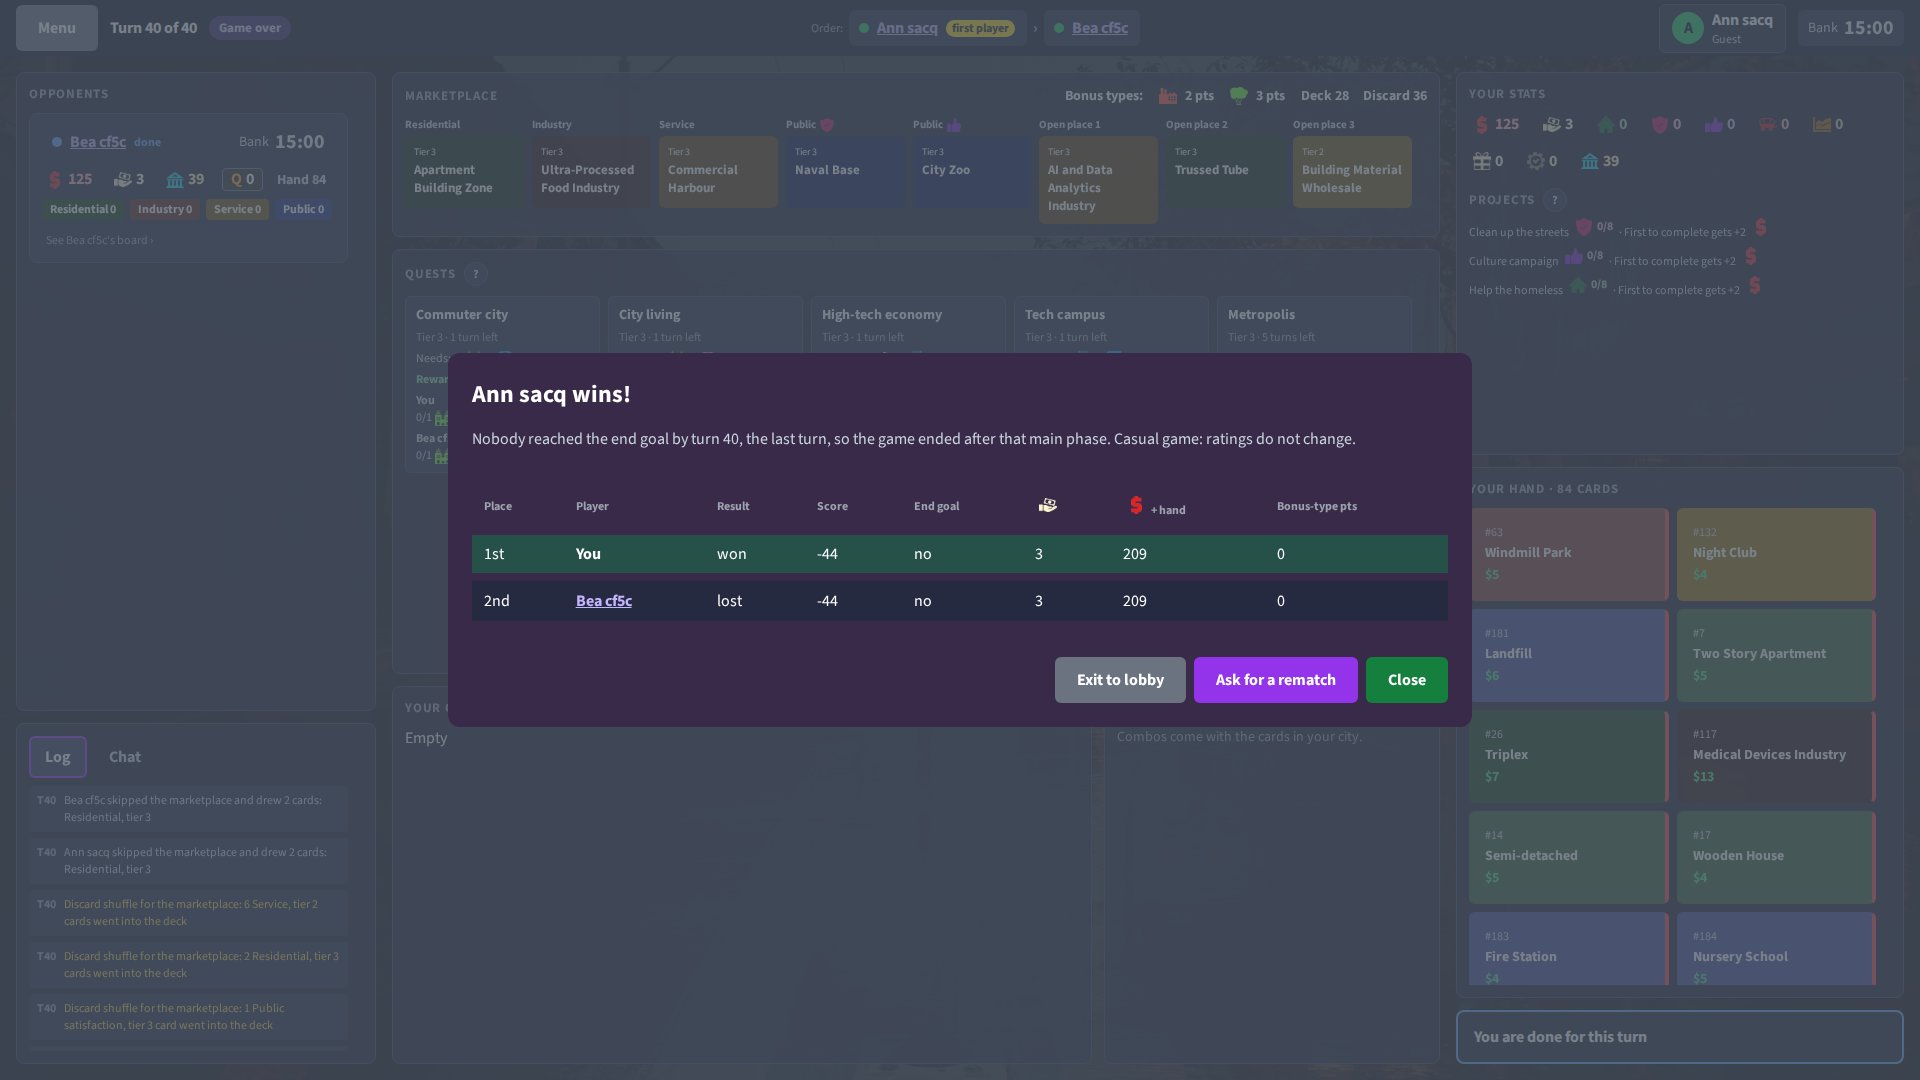 Menu
Turn 40 of 40
Game over
Order:
Ann sacq
first player
›
Bea cf5c
A
Ann sacq
Guest
Bank 15:00
OPPONENTS
Bea cf5c done
Bank 15:00
125
3
39
Q 0
Hand 84
Residential 0
Industry 0
Service 0
Public 0
See Bea cf5c's board ›
MARKETPLACE
Bonus types:
2 pts
3 pts
Deck 28
Discard 36
Residential
Tier 3
Apartment
Building Zone
Industry
Tier 3
Ultra-Processed
Food Industry
Service
Tier 3
Commercial
Harbour
Public
Tier 3
Naval Base
Public
Tier 3
City Zoo
Open place 1
Tier 3
AI and Data
Analytics
Industry
Open place 2
Tier 3
Trussed Tube
Open place 3
Tier 2
Building Material
Wholesale
QUESTS
?
Commuter city
Tier 3 · 1 turn left
Needs
You
0/1
Bea cf
0/1
City living
Tier 3 · 1 turn left
High-tech economy
Tier 3 · 1 turn left
Tech campus
Tier 3 · 1 turn left
Metropolis
Tier 3 · 5 turns left
YOUR STATS
125
3
0
0
0
0
0
0
0
39
PROJECTS
?
Clean up the streets 0/8 · First to complete gets +2
Culture campaign 0/8 · First to complete gets +2
Help the homeless 0/8 · First to complete gets +2
Ann sacq wins!
Nobody reached the end goal by turn 40, the last turn, so the game ended after that main phase. Casual game: ratings do not change.
Place Player Result Score End goal + hand Bonus-type pts
1st You won -44 no 3 209 0
2nd Bea cf5c lost -44 no 3 209 0
Exit to lobby
Ask for a rematch
Close
YOUR
Empty
Combos come with the cards in your city.
YOUR HAND · 84 CARDS
#63
Windmill Park
$5
#132
Night Club
$4
#181
Landfill
$6
#7
Two Story Apartment
$5
#26
Triplex
$7
#117
Medical Devices Industry
$13
#14
Semi-detached
$5
#17
Wooden House
$4
#183
Fire Station
$4
#184
Nursery School
$5
You are done for this turn
Log
Chat
T40 Bea cf5c skipped the marketplace and drew 2 cards:
Residential, tier 3
T40 Ann sacq skipped the marketplace and drew 2 cards:
Residential, tier 3
T40 Discard shuffle for the marketplace: 6 Service, tier 2
cards went into the deck
T40 Discard shuffle for the marketplace: 2 Residential, tier 3
cards went into the deck
T40 Discard shuffle for the marketplace: 1 Public
satisfaction, tier 3 card went into the deck